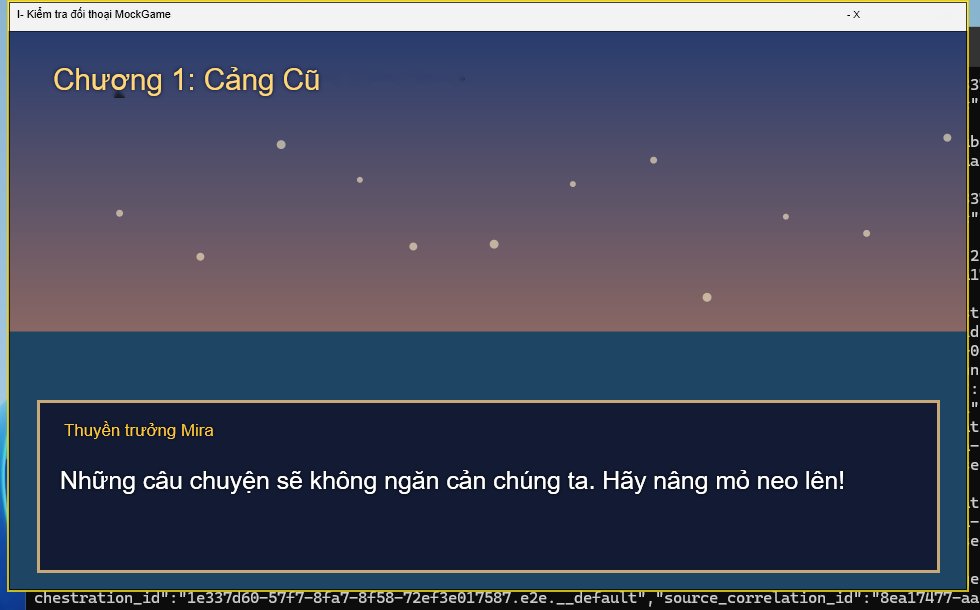 I- Kiểm tra đối thoại MockGame
- X
Chương 1: Cảng Cũ
Thuyền trưởng Mira
Những câu chuyện sẽ không ngăn cản chúng ta. Hãy nâng mỏ neo lên!
chestration_id":"1e337d60-57f7-8fa7-8f58-72ef3e017587.e2e.__default","source_correlation_id":"8ea17477-a